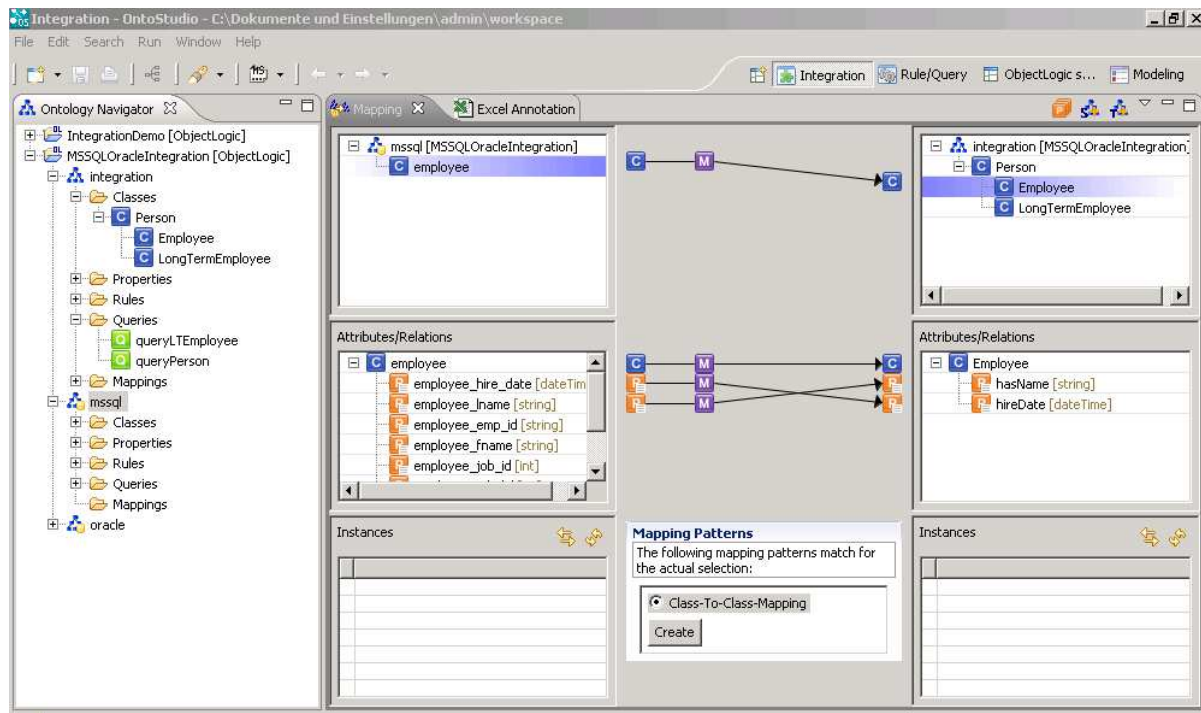 Integration - OntoStudio - C:\Dokumente und Einstellungen\admin\workspace
File Edit Search Run Window Help
Integration Rule/Query ObjectLogic s... Modeling
Ontology Navigator
IntegrationDemo [ObjectLogic]
MSSQLOracleIntegration [ObjectLogic]
integration
Classes
C Person
C Employee
C LongTermEmployee
Properties
Rules
Queries
Q queryLTEmployee
Q queryPerson
Mappings
mssql
Classes
Properties
Rules
Queries
Mappings
oracle
Mapping Excel Annotation
mssql [MSSQLOracleIntegration]
C employee
C M C
integration [MSSQLOracleIntegration]
C Person
C Employee
C LongTermEmployee
Attributes/Relations
C employee
P employee_hire_date [dateTim
P employee_lname [string]
P employee_emp_id [string]
P employee_fname [string]
P employee_job_id [int]
C M C
P M P
P M P
Attributes/Relations
C Employee
P hasName [string]
P hireDate [dateTime]
Instances
Mapping Patterns
The following mapping patterns match for
the actual selection:
Class-To-Class-Mapping
Create
Instances